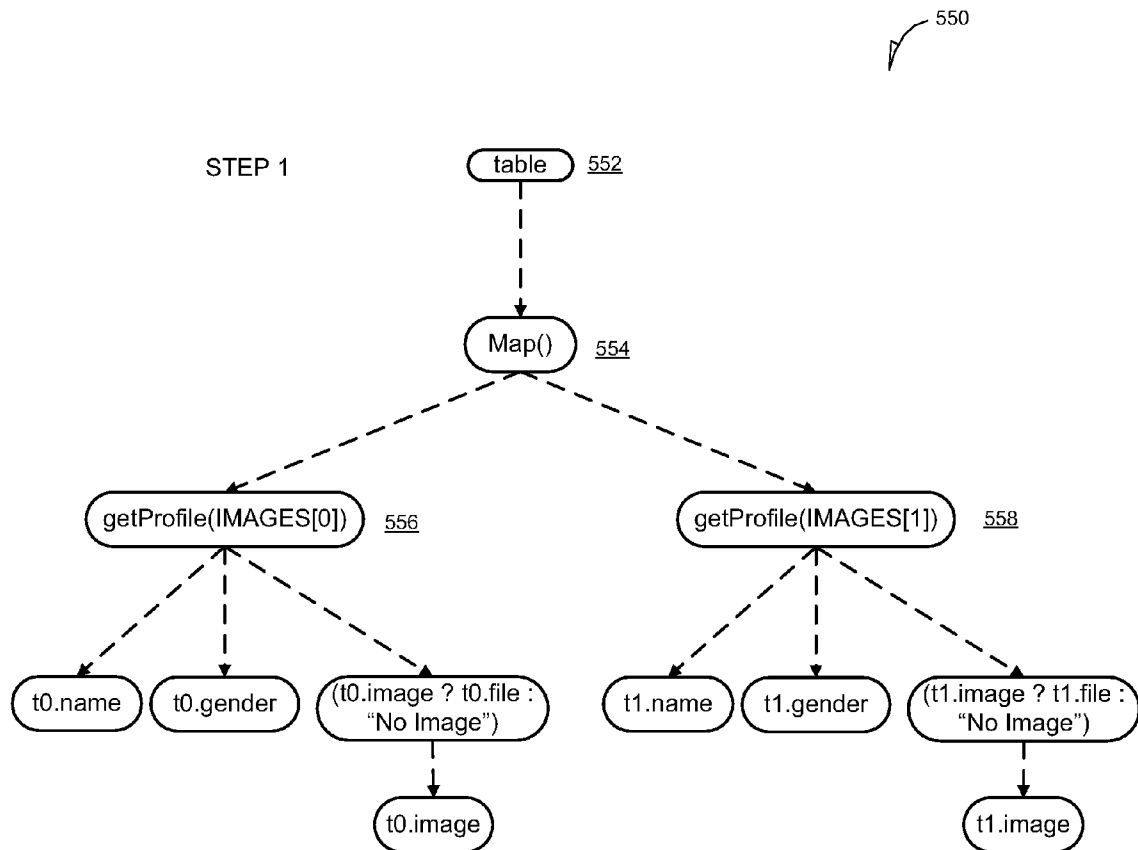 550
STEP 1
table
552
Map()
554
getProfile(IMAGES[0])
556
getProfile(IMAGES[1])
558
t0.name
t0.gender
(t0.image ? t0.file :
“No Image”)
t1.name
t1.gender
(t1.image ? t1.file :
“No Image”)
t0.image
t1.image